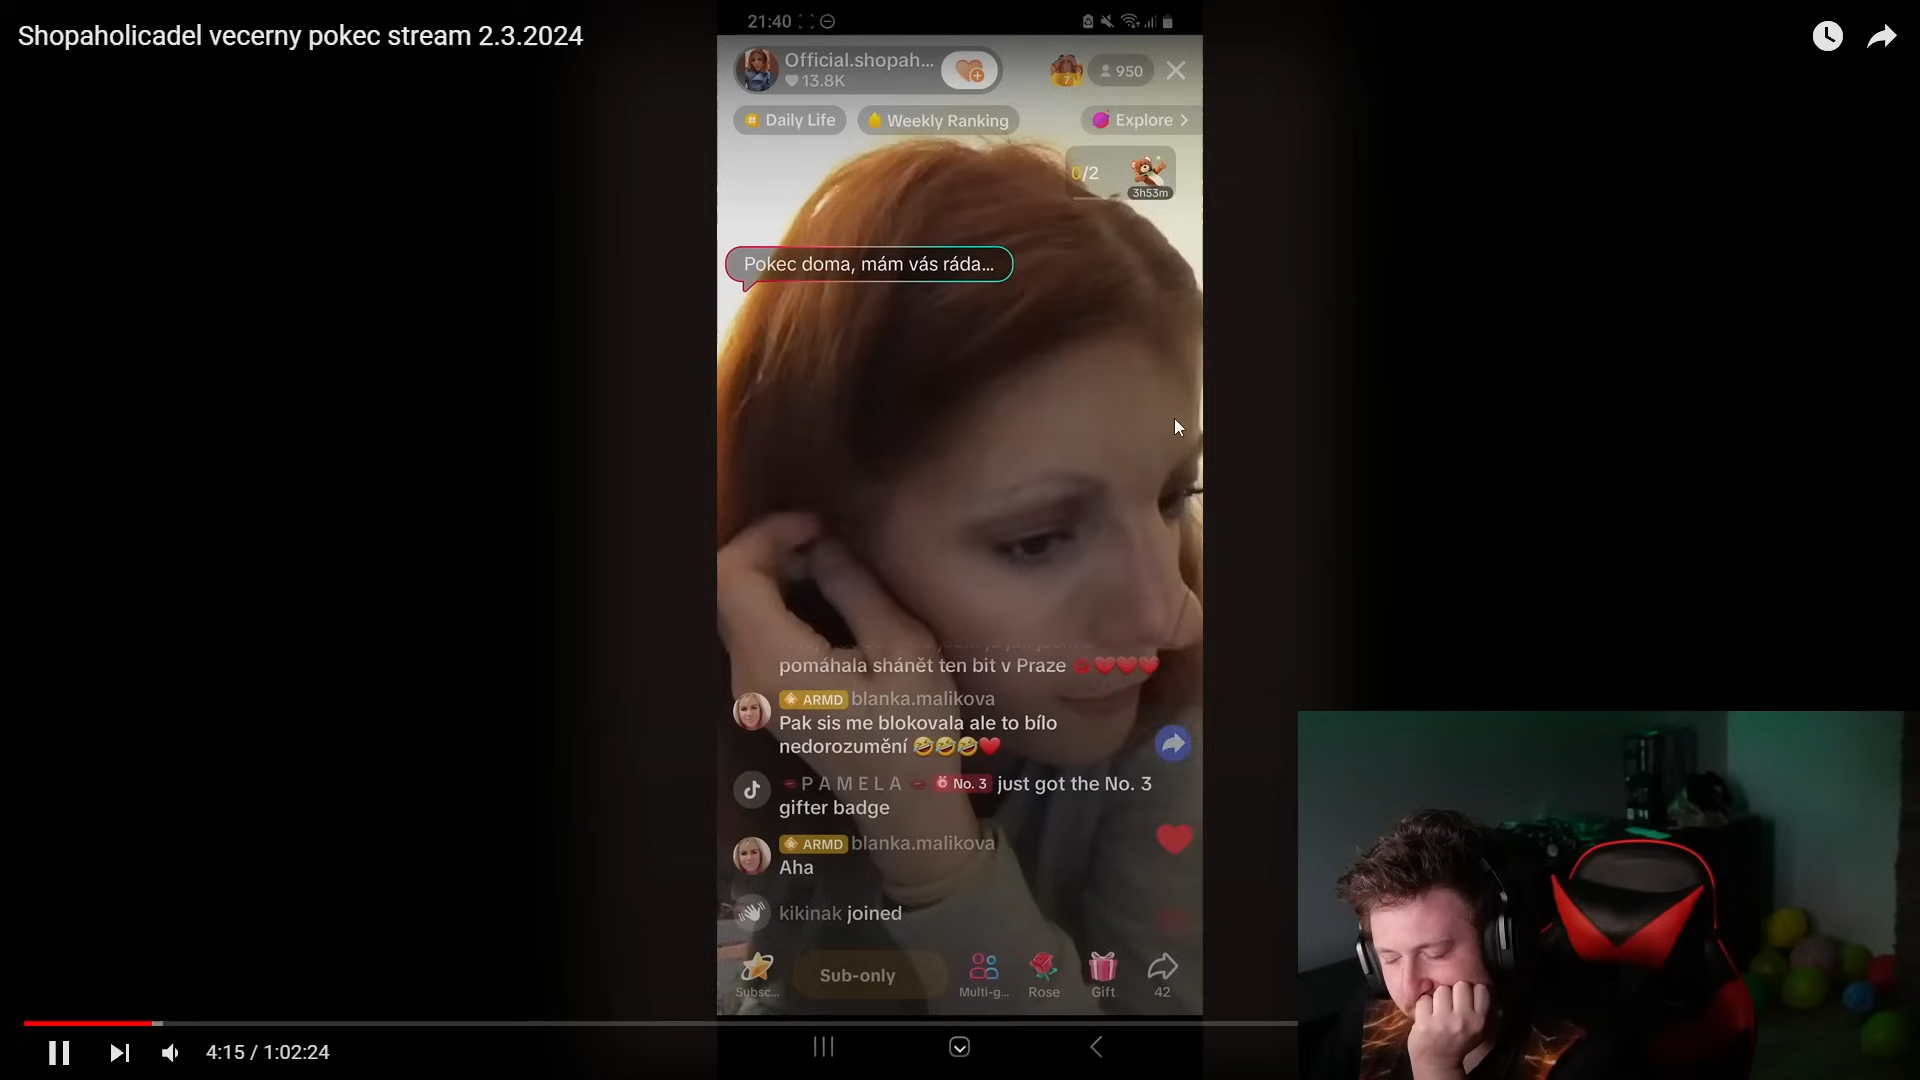 Shopaholicadel vecerny pokec stream 2.3.2024
21:40
Official.shopah...
13.8K
7
950
Daily Life
Weekly Ranking
Explore
0/2
3h53m
Pokec doma, mám vás ráda...
pomáhala shánět ten bit v Praze
ARMD blanka.malikova
Pak sis me blokovala ale to bílo
nedorozumění 🤣🤣🤣❤️
P A M E L A No. 3 just got the No. 3
gifter badge
ARMD blanka.malikova
Aha
kikinak joined
Subsc...
Sub-only
Multi-g...
Rose
Gift
42
4:15 / 1:02:24